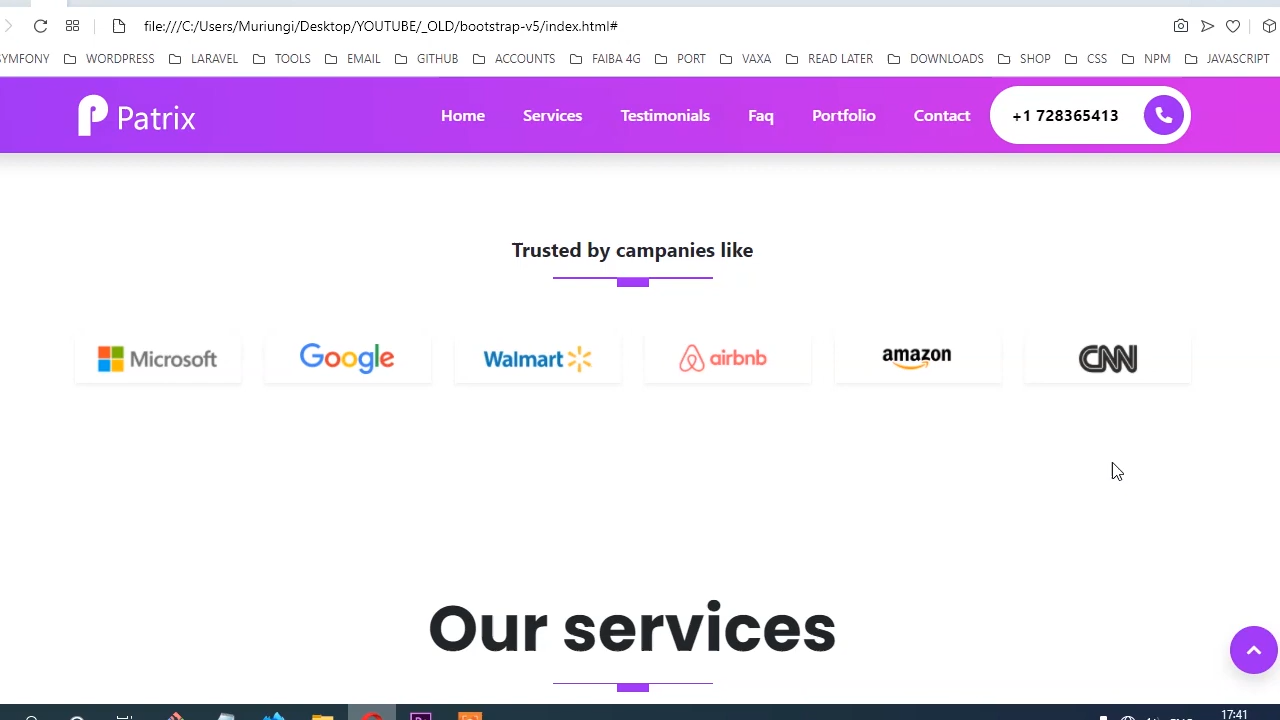 file:///C:/Users/Muriungi/Desktop/YOUTUBE/_OLD/bootstrap-v5/index.html#
YMFONY WORDPRESS LARAVEL TOOLS EMAIL GITHUB ACCOUNTS FAIBA 4G PORT VAXA READ LATER DOWNLOADS SHOP CSS NPM JAVASCRIPT
Patrix Home Services Testimonials Faq Portfolio Contact +1 728365413
Trusted by campanies like
Microsoft Google Walmart airbnb amazon CNN
Our services
17:41